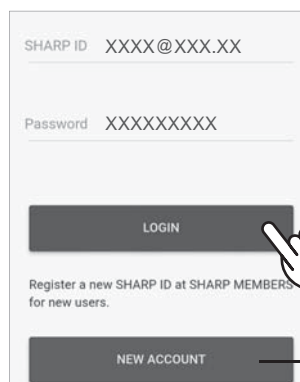 SHARP ID XXXX@XXX.XX
Password XXXXXXXXX
LOGIN
Register a new SHARP ID at SHARP MEMBERS
for new users.
NEW ACCOUNT